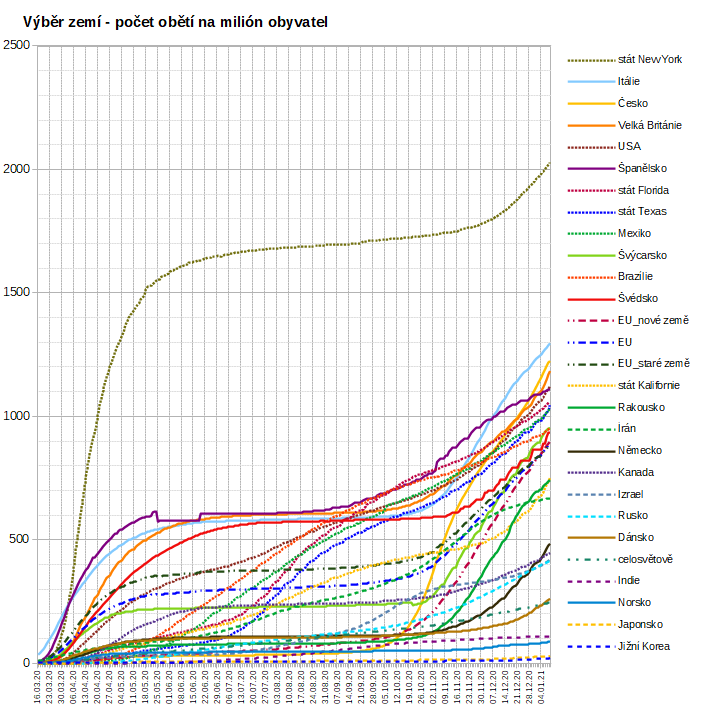 Výběr zemí - počet obětí na milión obyvatel
2500
2000
1500
1000
500
0
stát NewYork
Itálie
Česko
Velká Británie
USA
Španělsko
stát Florida
stát Texas
Mexiko
Švýcarsko
Brazílie
Švédsko
EU_nové země
EU
EU_staré země
stát Kalifornie
Rakousko
Írán
Německo
Kanada
Izrael
Rusko
Dánsko
celosvětově
Indie
Norsko
Japonsko
Jižní Korea
16.03.20
23.03.20
30.03.20
06.04.20
13.04.20
20.04.20
27.04.20
04.05.20
11.05.20
18.05.20
25.05.20
01.06.20
08.06.20
15.06.20
22.06.20
29.06.20
06.07.20
13.07.20
20.07.20
27.07.20
03.08.20
10.08.20
17.08.20
24.08.20
31.08.20
07.09.20
14.09.20
21.09.20
28.09.20
05.10.20
12.10.20
19.10.20
26.10.20
02.11.20
09.11.20
16.11.20
23.11.20
30.11.20
07.12.20
14.12.20
21.12.20
28.12.20
04.01.21